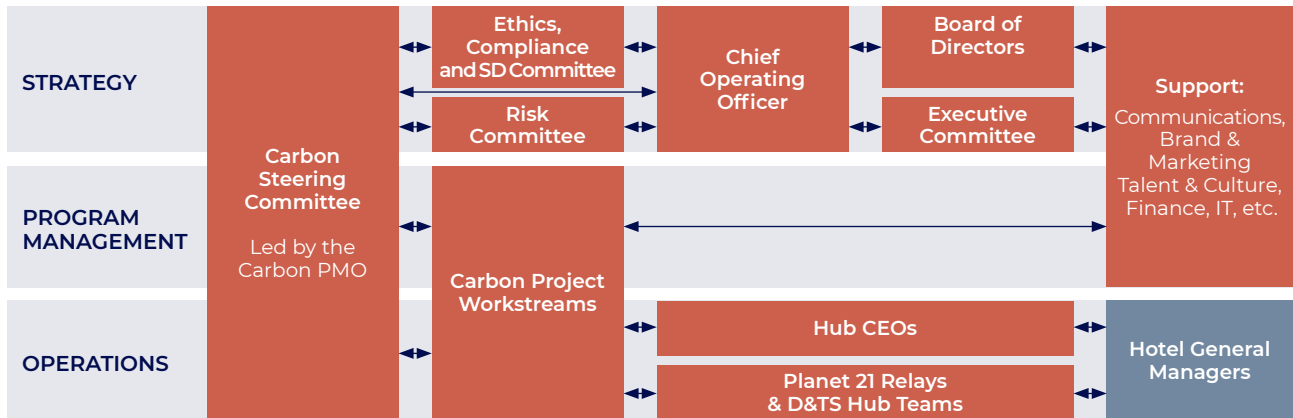 STRATEGY
Carbon
Steering
Committee
Led by the
Carbon PMO
Ethics,
Compliance
and SD Committee
Risk
Committee
Chief
Operating
Officer
Board of
Directors
Executive
Committee
Support:
Communications,
Brand &
Marketing
Talent & Culture,
Finance, IT, etc.
PROGRAM
MANAGEMENT
Carbon Project
Workstreams
OPERATIONS
Hub CEOs
Planet 21 Relays
& D&TS Hub Teams
Hotel General
Managers